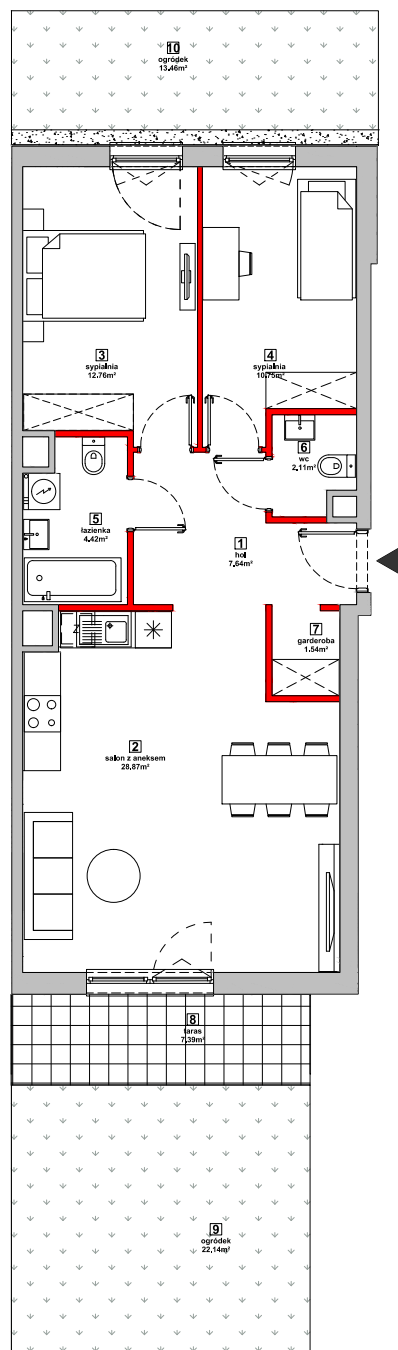 10
ogródek
13.46m²
3
sypialnia
12.76m²
4
sypialnia
10.75m²
6
wc
2.11m²
5
łazienka
4.42m²
1
hol
7.64m²
7
garderoba
1.54m²
Z
2
salon z aneksem
28,87m²
8
taras
7.39m²
9
ogródek
22,14m²